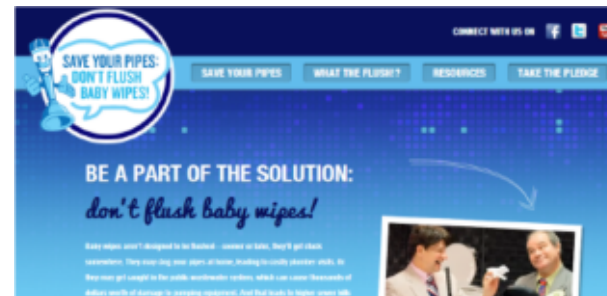 CONNECT WITH US ON
SAVE YOUR PIPES:
DON'T FLUSH
BABY WIPES!
SAVE YOUR PIPES
WHAT THE FLUSH!?
RESOURCES
TAKE THE PLEDGE
BE A PART OF THE SOLUTION:
don't flush baby wipes!
Baby wipes aren't designed to be flushed - sooner or later, they'll get stuck
somewhere. They may clog your pipes at home, leading to costly plumber visits. Or
they may get caught in the public wastewater system, which can cause thousands of
dollars worth of damage to pumping equipment. And that leads to higher sewer bills